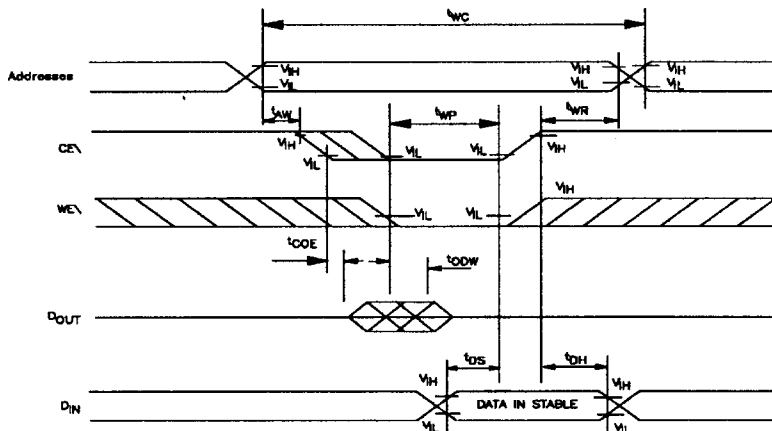 tWC
Addresses VIH VIH VIH
VIL VIL VIL
tAW tWP tWR
CE\ VIH VIL VIL VIH
VIL
WE\ VIL VIL VIH
tCOE tODW
DOUT
tDS tDH
DIN VIH DATA IN STABLE VIH
VIL VIL